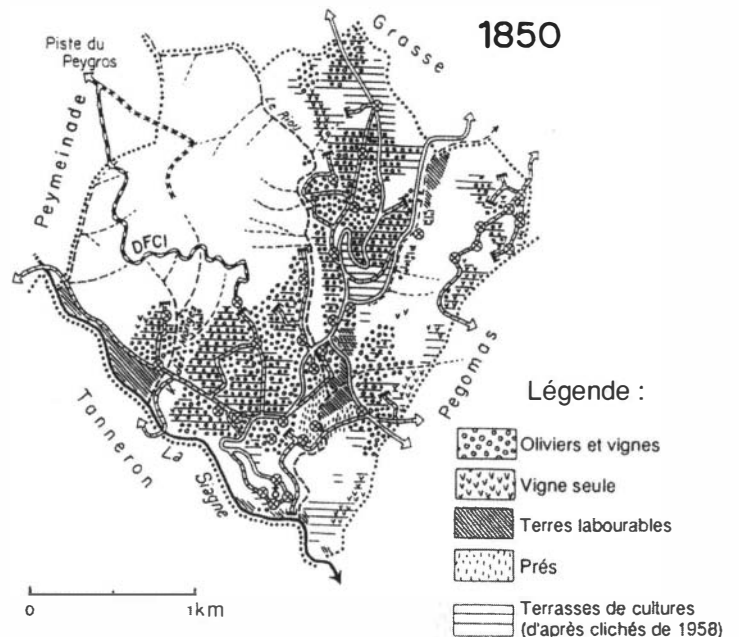 1850
Grasse
Piste du
Peygros
Peymeinade
DFCI
Tanneron
La
Siagne
Pegomas
0
1km
Légende :
Oliviers et vignes
Vigne seule
Terres labourables
Prés
Terrasses de cultures
(d'après clichés de 1958)